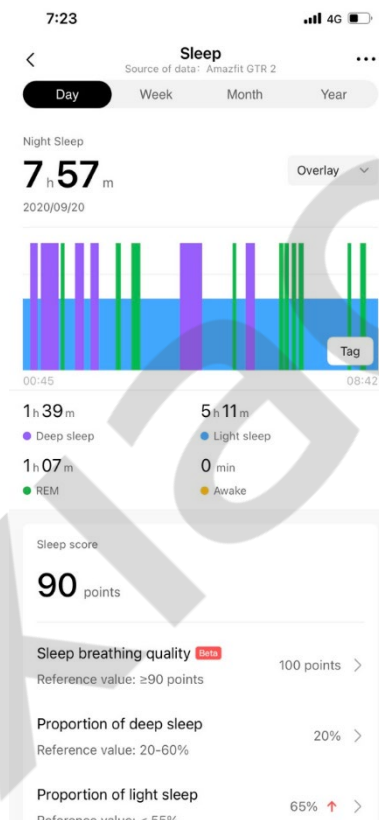 7:23
4G
Sleep
Source of data: Amazfit GTR 2
Day Week Month Year
Night Sleep
7 h 57 m
Overlay
2020/09/20
Tag
00:45 08:42
1 h 39 m 5 h 11 m
Deep sleep Light sleep
1 h 07 m 0 min
REM Awake
Sleep score
90 points
Sleep breathing quality Beta
100 points
Reference value: ≥90 points
Proportion of deep sleep
20%
Reference value: 20-60%
Proportion of light sleep
65% ↑
Reference value: < 55%